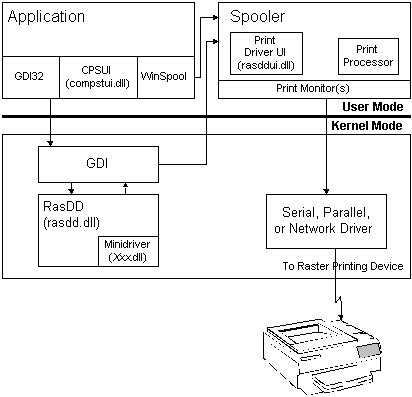 Application
GDI32
CPSUI
(compstui.dll)
WinSpool
Spooler
Print
Driver UI
(rasddui.dll)
Print
Processor
Print Monitor(s)
User Mode
Kernel Mode
GDI
RasDD
(rasdd.dll)
Minidriver
(Xxx.dll)
Serial, Parallel,
or Network Driver
To Raster Printing Device